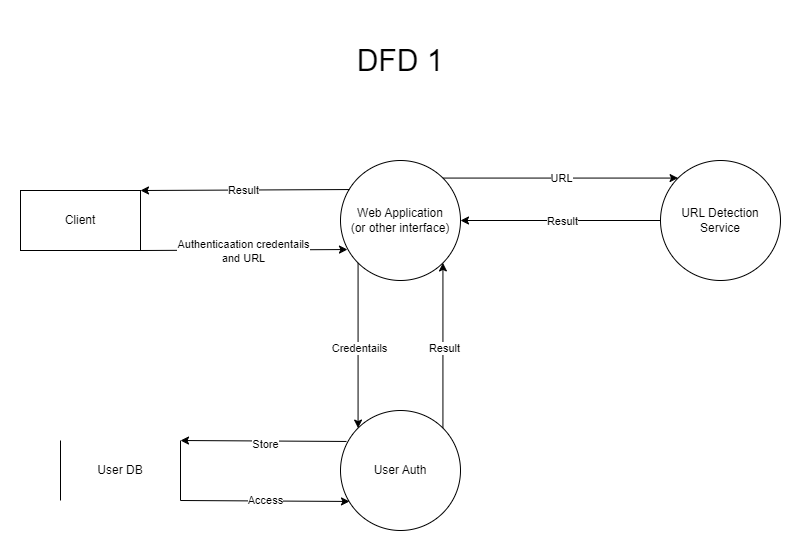 DFD 1
Result
URL
Client
Web Application
(or other interface)
URL Detection
Service
Result
Authenticaation credentails
and URL
Credentails
Result
Store
User DB
User Auth
Access